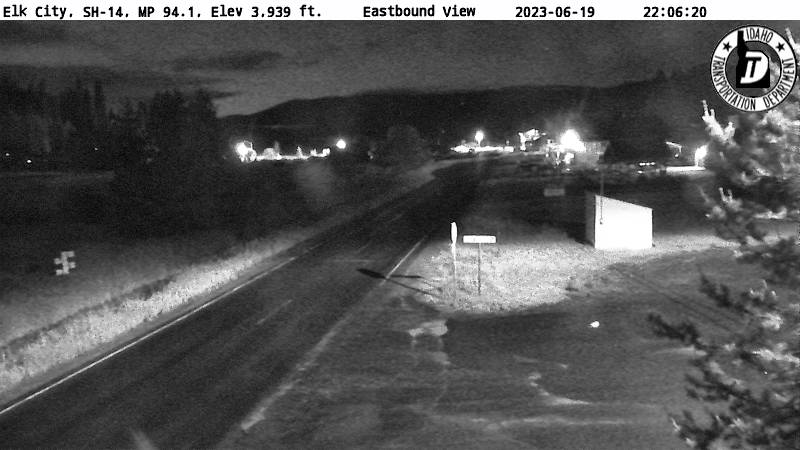 Elk City, SH-14, MP 94.1, Elev 3,939 ft. Eastbound View 2023-06-19 22:06:20
IDAHO
TRANSPORTATION DEPARTMENT